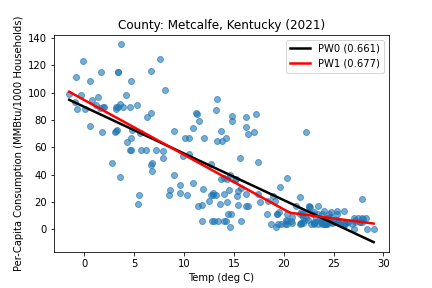 County: Metcalfe, Kentucky (2021)
PW0 (0.661)
PW1 (0.677)
Per-Capita Consumption (MMBtu/1000 Households)
140
120
100
80
60
40
20
0
0 5 10 15 20 25 30
Temp (deg C)